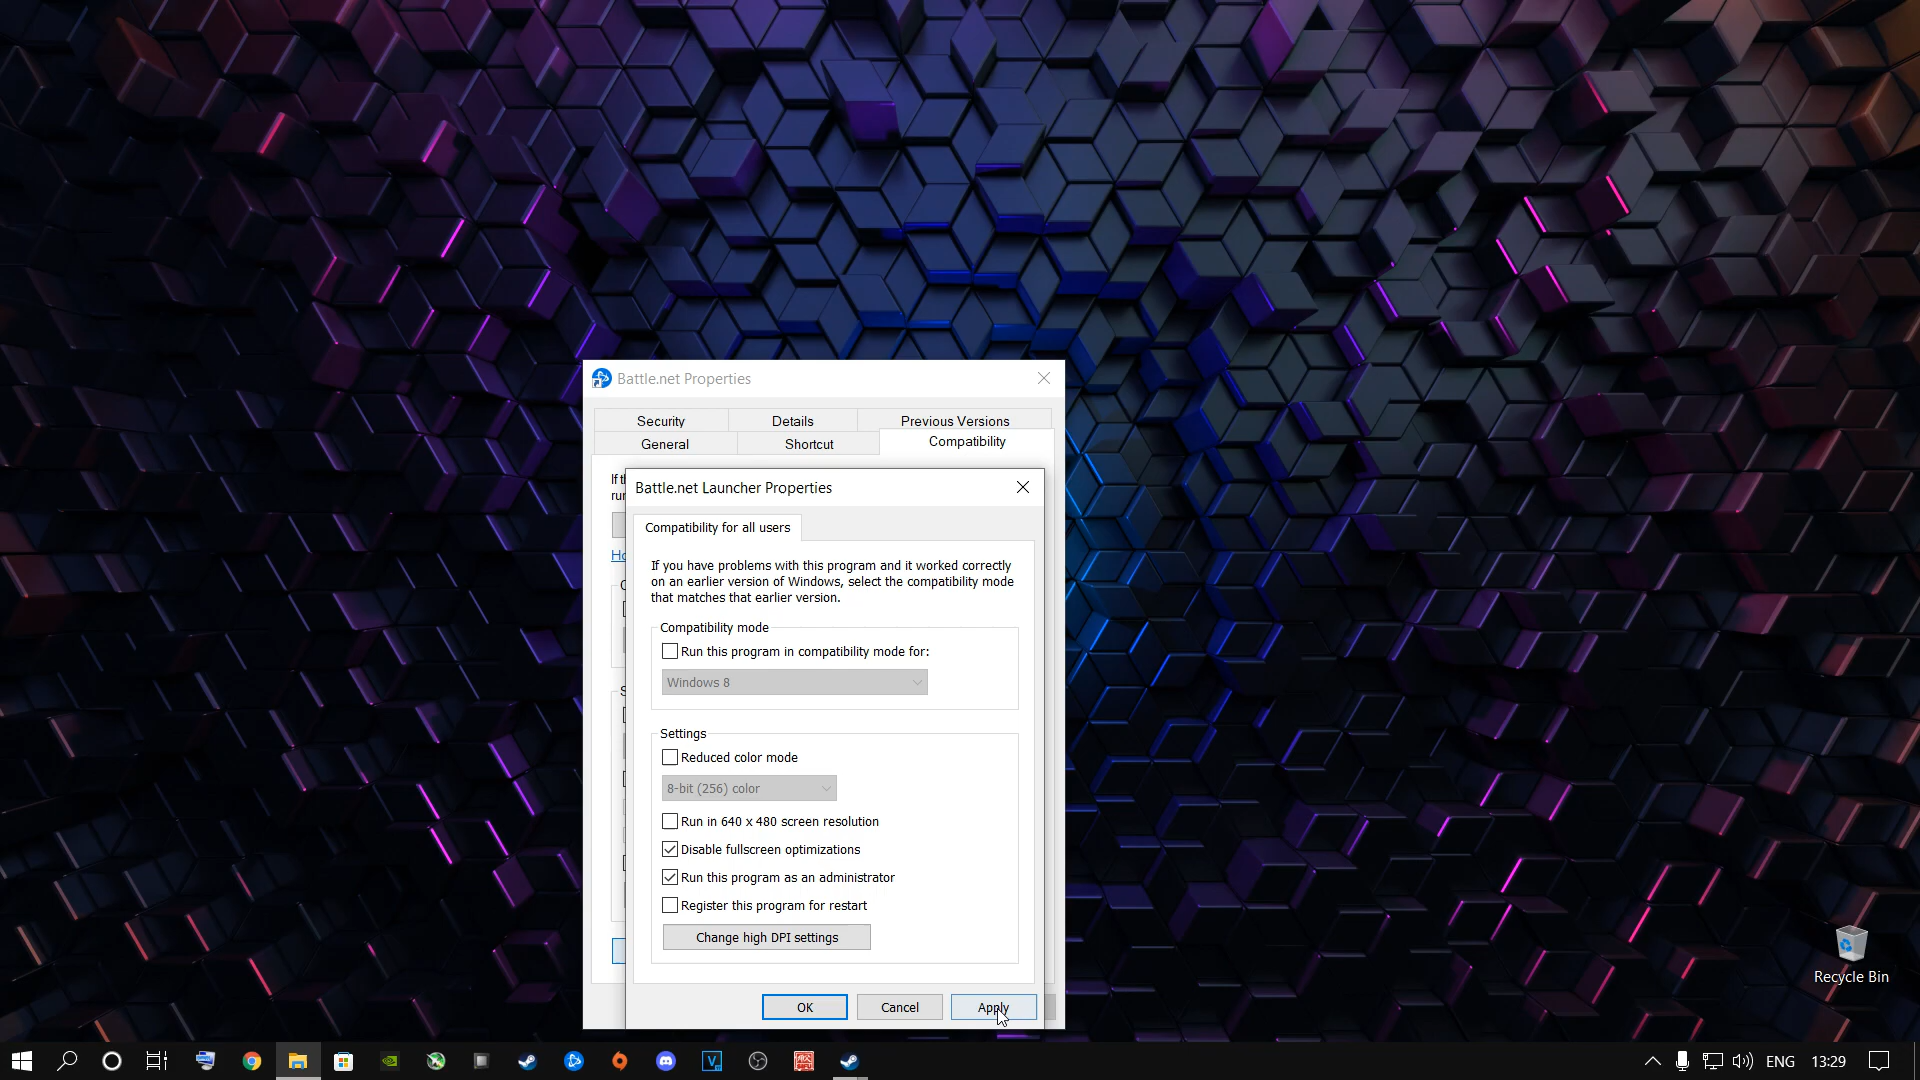 Battle.net Properties
Security
Details
Previous Versions
General
Shortcut
Compatibility
Battle.net Launcher Properties
Compatibility for all users
If you have problems with this program and it worked correctly
on an earlier version of Windows, select the compatibility mode
that matches that earlier version.
Compatibility mode
Run this program in compatibility mode for:
Windows 8
Settings
Reduced color mode
8-bit (256) color
Run in 640 x 480 screen resolution
Disable fullscreen optimizations
Run this program as an administrator
Register this program for restart
Change high DPI settings
OK
Cancel
Apply
Recycle Bin
ENG
13:29